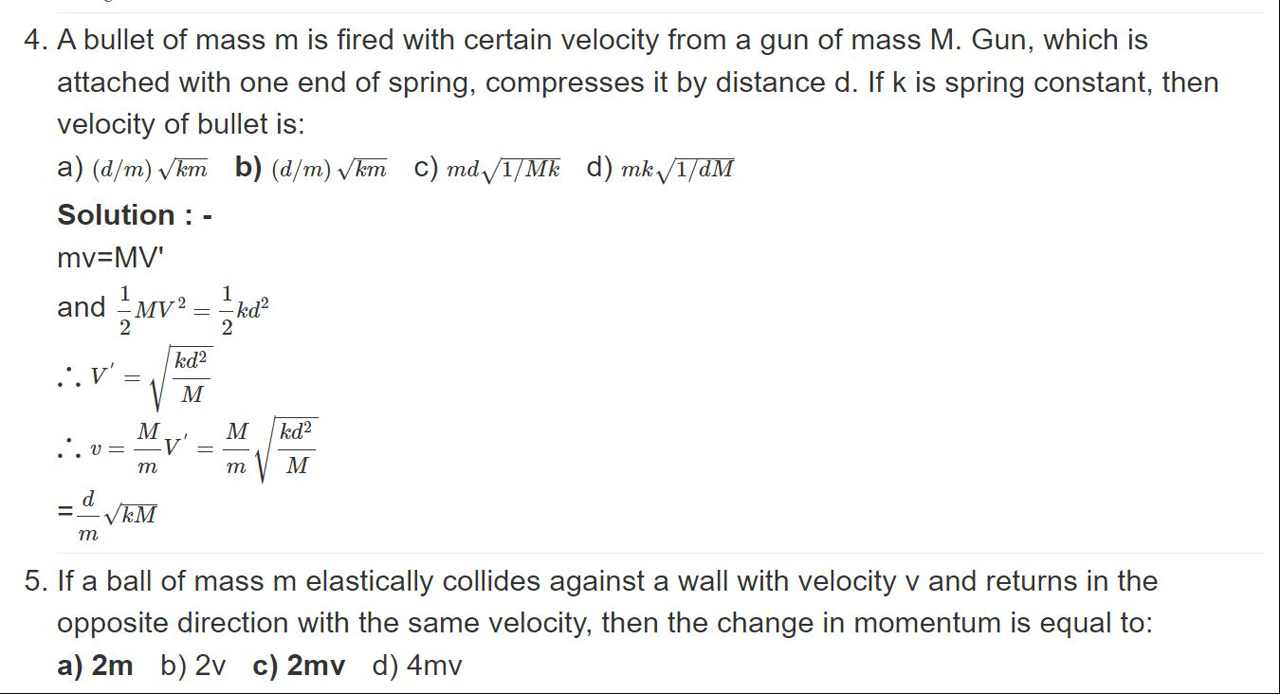 4. A bullet of mass m is fired with certain velocity from a gun of mass M. Gun, which is
attached with one end of spring, compresses it by distance d. If k is spring constant, then
velocity of bullet is:
a) (d/m)√km b) (d/m)√km c) md√1/Mk d) mk√1/dM
Solution : -
mv=MV'
and 1/2 MV² = 1/2 kd²
∴ V′ = √(kd²/M)
∴ v = M/m V′ = M/m √(kd²/M)
= d/m √kM
5. If a ball of mass m elastically collides against a wall with velocity v and returns in the
opposite direction with the same velocity, then the change in momentum is equal to:
a) 2m b) 2v c) 2mv d) 4mv